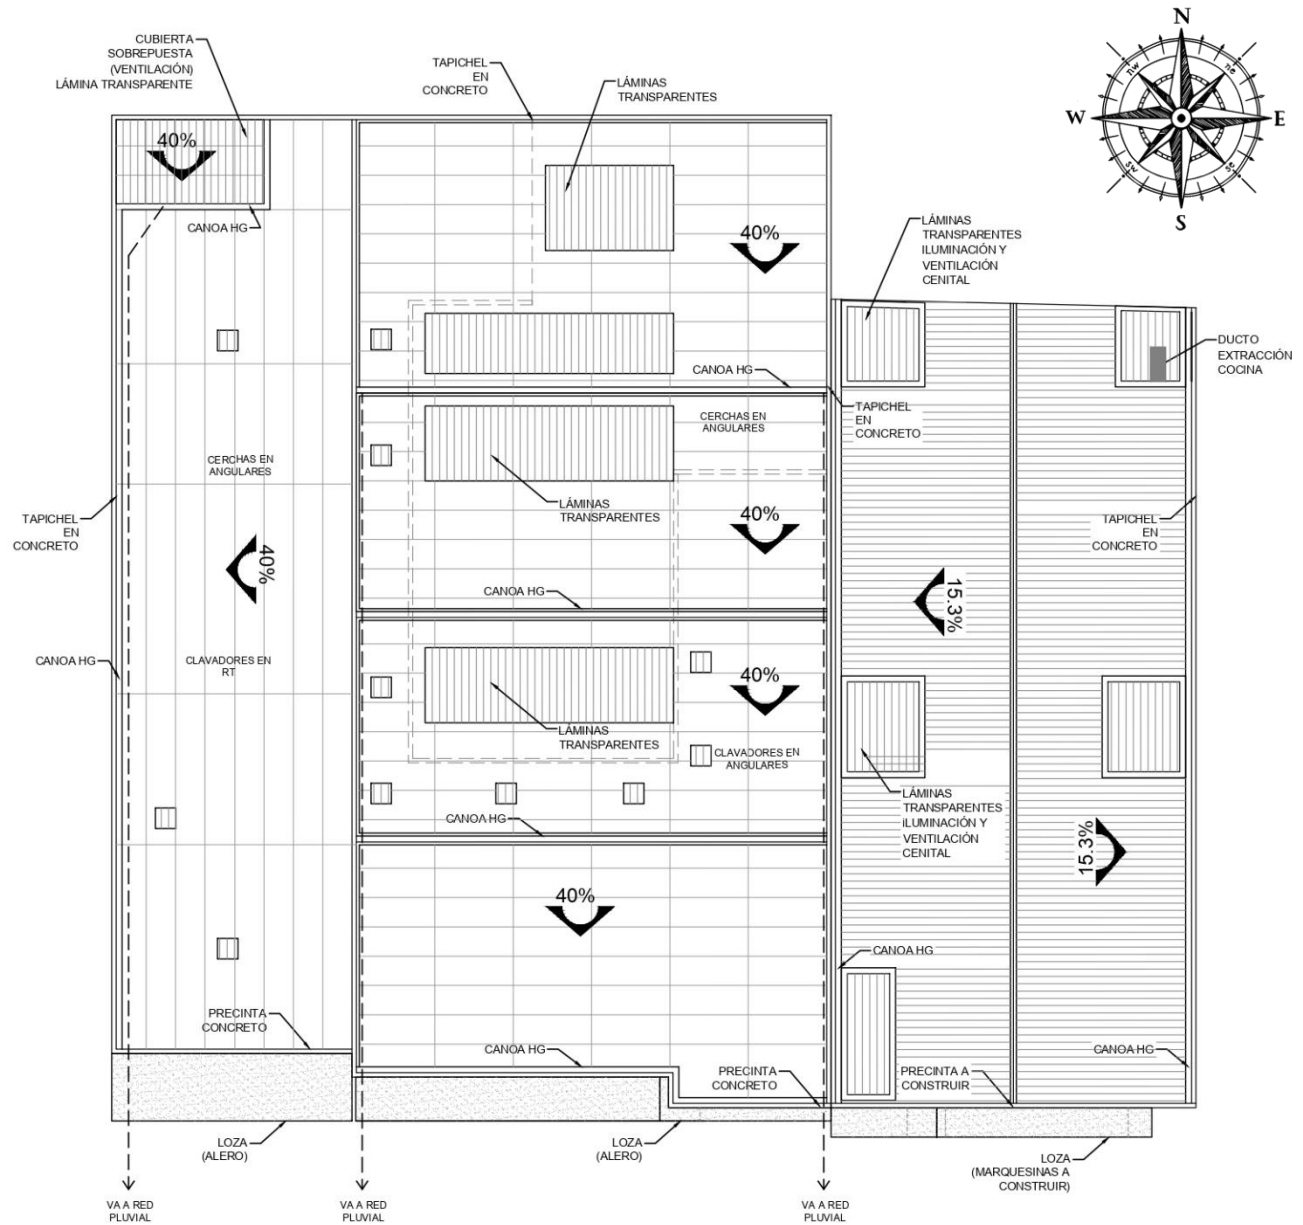 CUBIERTA
SOBREPUESTA
(VENTILACIÓN)
LÁMINA TRANSPARENTE
TAPICHEL
EN
CONCRETO
LÁMINAS
TRANSPARENTES
N
nw
ne
W
E
sw
se
S
40%
CANOA HG
40%
LÁMINAS
TRANSPARENTES
ILUMINACIÓN Y
VENTILACIÓN
CENITAL
DUCTO
EXTRACCIÓN
COCINA
CANOA HG
TAPICHEL
EN
CONCRETO
CERCHAS EN
ANGULARES
CERCHAS EN
ANGULARES
LÁMINAS
TRANSPARENTES
40%
TAPICHEL
EN
CONCRETO
TAPICHEL
EN
CONCRETO
40%
CANOA HG
15.3%
CANOA HG
CLAVADORES EN
RT
40%
LÁMINAS
TRANSPARENTES
CLAVADORES EN
ANGULARES
CANOA HG
LÁMINAS
TRANSPARENTES
iLUMINACIÓN Y
VENTILACIÓN
CENITAL
15.3%
40%
CANOA HG
PRECINTA
CONCRETO
CANOA HG
PRECINTA
CONCRETO
PRECINTA A
CONSTRUIR
CANOA HG
LOZA
(ALERO)
LOZA
(ALERO)
LOZA
(MARQUESINAS A
CONSTRUIR)
VA A RED
PLUVIAL
VA A RED
PLUVIAL
VA A RED
PLUVIAL